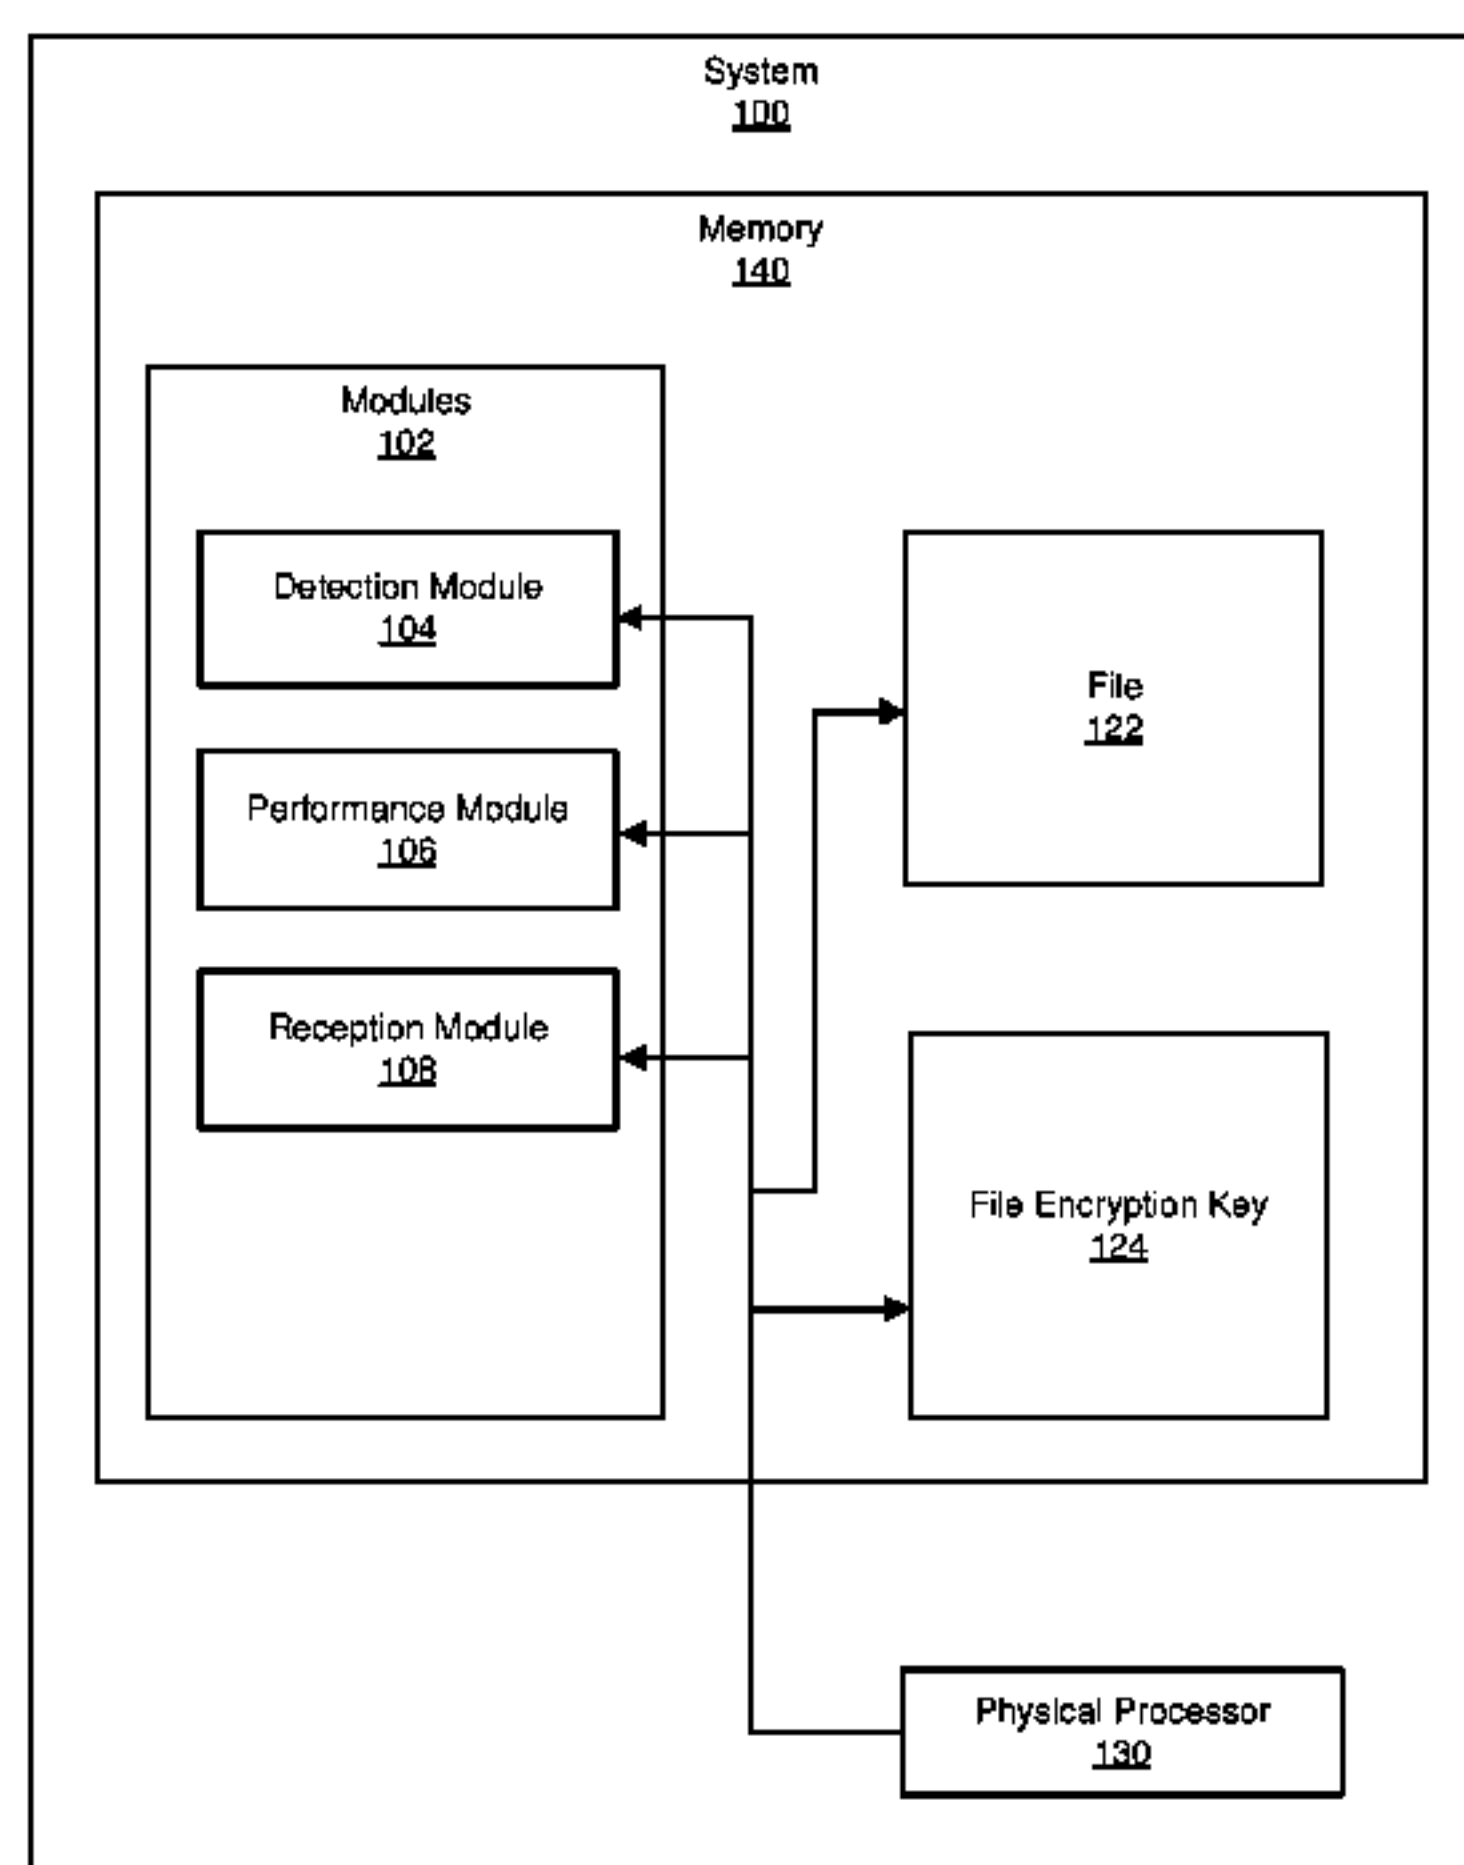 System
100
Memory
140
Modules
102
Detection Module
104
Performance Module
106
Reception Module
108
File
122
File Encryption Key
124
Physical Processor
130